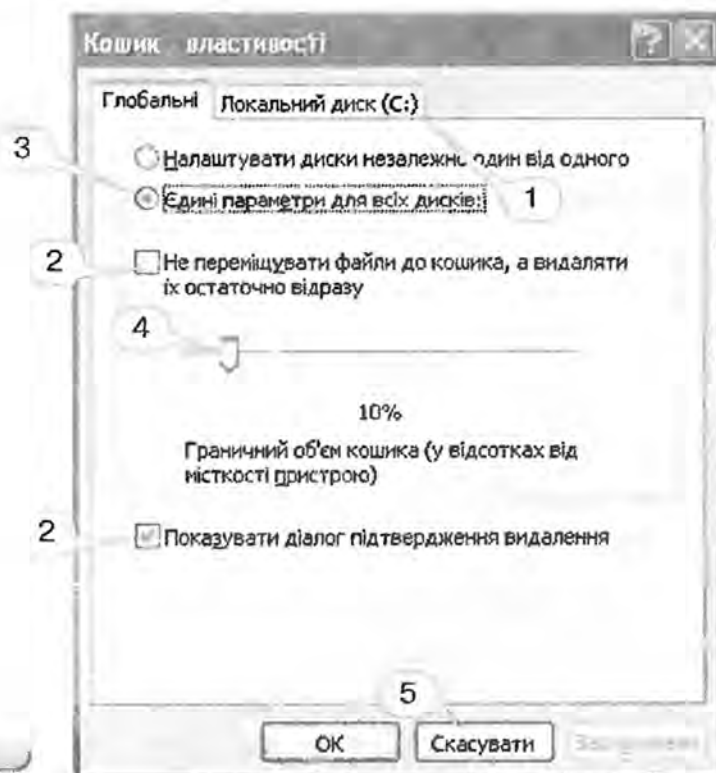 Кошик властивості
Глобальні
Локальний диск (C:)
3
Налаштувати диски незалежно один від одного
Єдині параметри для всіх дисків:
1
2
Не переміщувати файли до кошика, а видаляти
їх остаточно відразу
4
10%
Граничний об'єм кошика (у відсотках від
місткості пристрою)
2
Показувати діалог підтвердження видалення
5
ОК
Скасувати